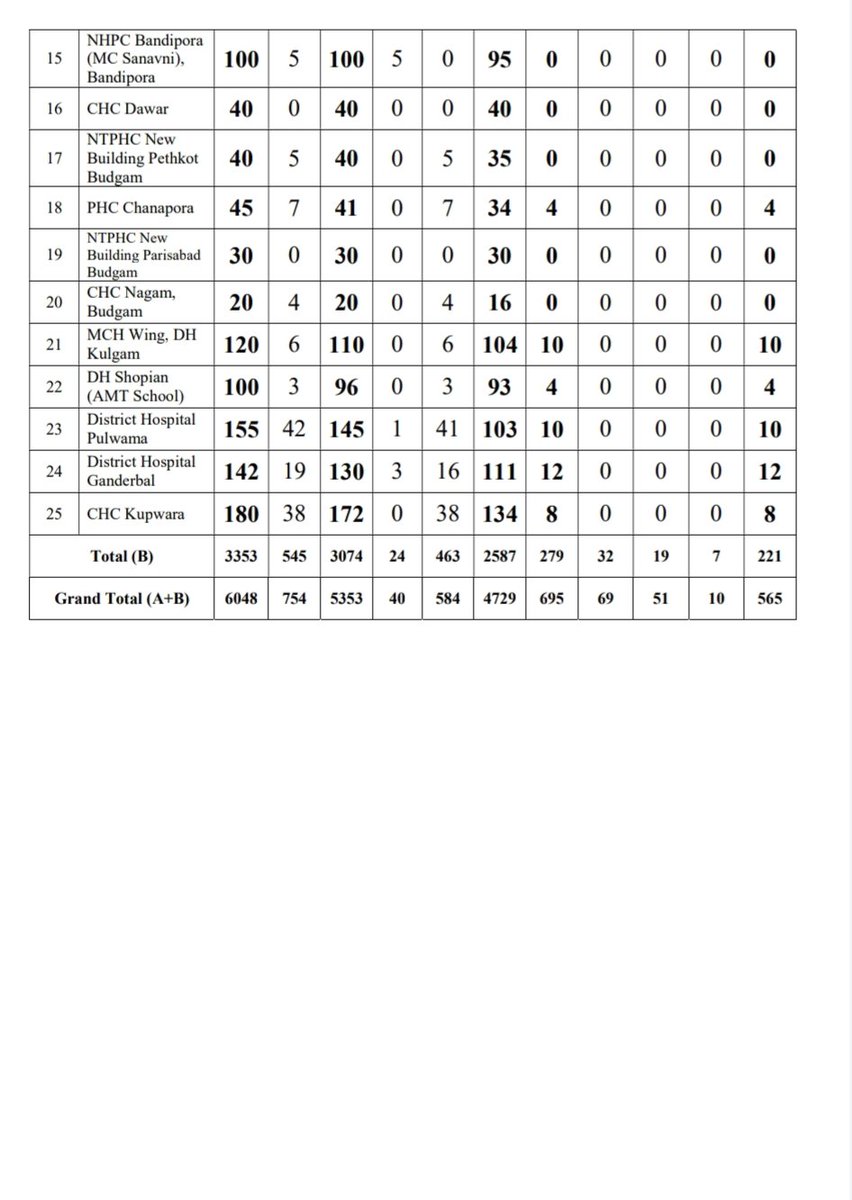 15 NHPC Bandipora (MC Sanavni), Bandipora 100 5 100 5 0 95 0 0 0 0 0
16 CHC Dawar 40 0 40 0 0 40 0 0 0 0 0
17 NTPHC New Building Pethkot Budgam 40 5 40 0 5 35 0 0 0 0 0
18 PHC Chanapora 45 7 41 0 7 34 4 0 0 0 4
19 NTPHC New Building Parisabad Budgam 30 0 30 0 0 30 0 0 0 0 0
20 CHC Nagam, Budgam 20 4 20 0 4 16 0 0 0 0 0
21 MCH Wing, DH Kulgam 120 6 110 0 6 104 10 0 0 0 10
22 DH Shopian (AMT School) 100 3 96 0 3 93 4 0 0 0 4
23 District Hospital Pulwama 155 42 145 1 41 103 10 0 0 0 10
24 District Hospital Ganderbal 142 19 130 3 16 111 12 0 0 0 12
25 CHC Kupwara 180 38 172 0 38 134 8 0 0 0 8
Total (B) 3353 545 3074 24 463 2587 279 32 19 7 221
Grand Total (A+B) 6048 754 5353 40 584 4729 695 69 51 10 565